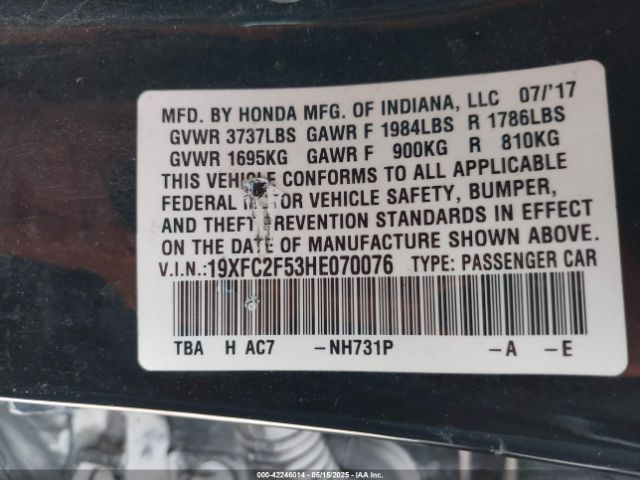 MFD. BY HONDA MFG. OF INDIANA, LLC 07/'17
GVWR 3737LBS GAWR F 1984LBS R 1786LBS
GVWR 1695KG GAWR F 900KG R 810KG
THIS VEHICLE CONFORMS TO ALL APPLICABLE
FEDERAL MOTOR VEHICLE SAFETY, BUMPER,
AND THEFT PREVENTION STANDARDS IN EFFECT
ON THE DATE OF MANUFACTURE SHOWN ABOVE.
V.I.N.:19XFC2F53HE070076 TYPE: PASSENGER CAR
TBA H AC7 -NH731P -A -E
000-42246014 - 05/15/2025 - IAA Inc.